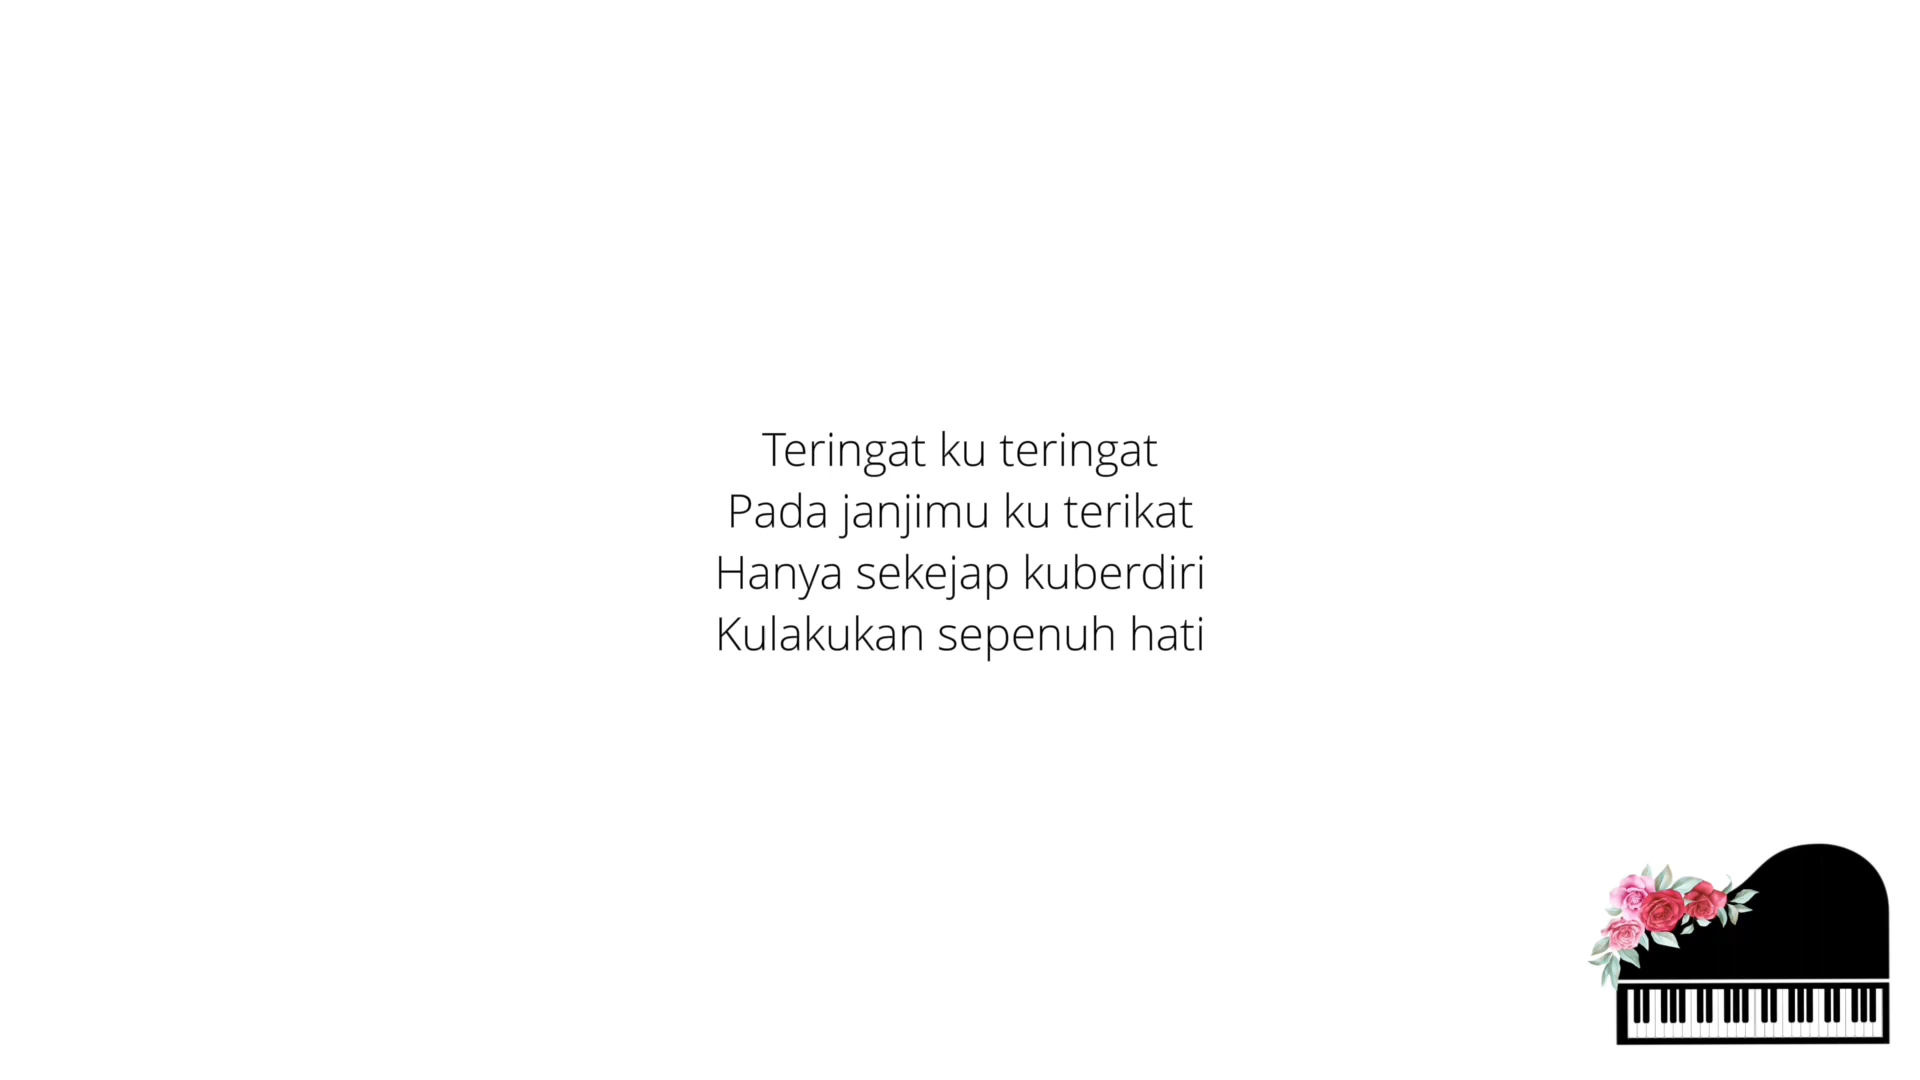 Teringat ku teringat
Pada janjimu ku terikat
Hanya sekejap kuberdiri
Kulakukan sepenuh hati